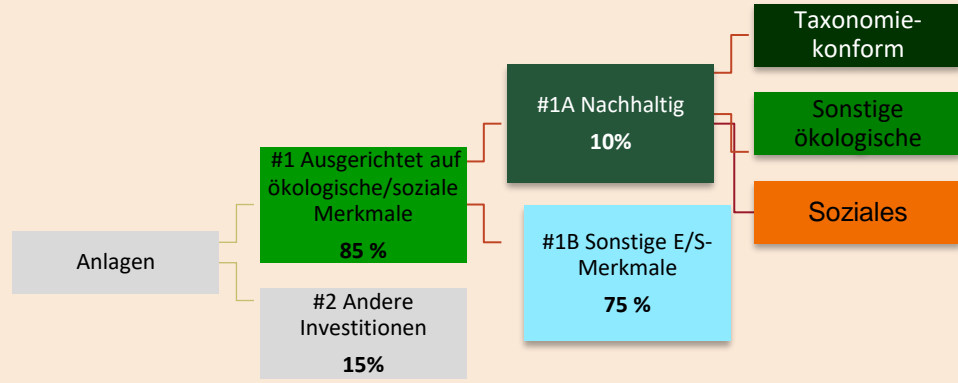 Anlagen
#1 Ausgerichtet auf
ökologische/soziale
Merkmale
85 %
#2 Andere
Investitionen
15%
#1A Nachhaltig
10%
#1B Sonstige E/S-
Merkmale
75 %
Taxonomie-
konform
Sonstige
ökologische
Soziales